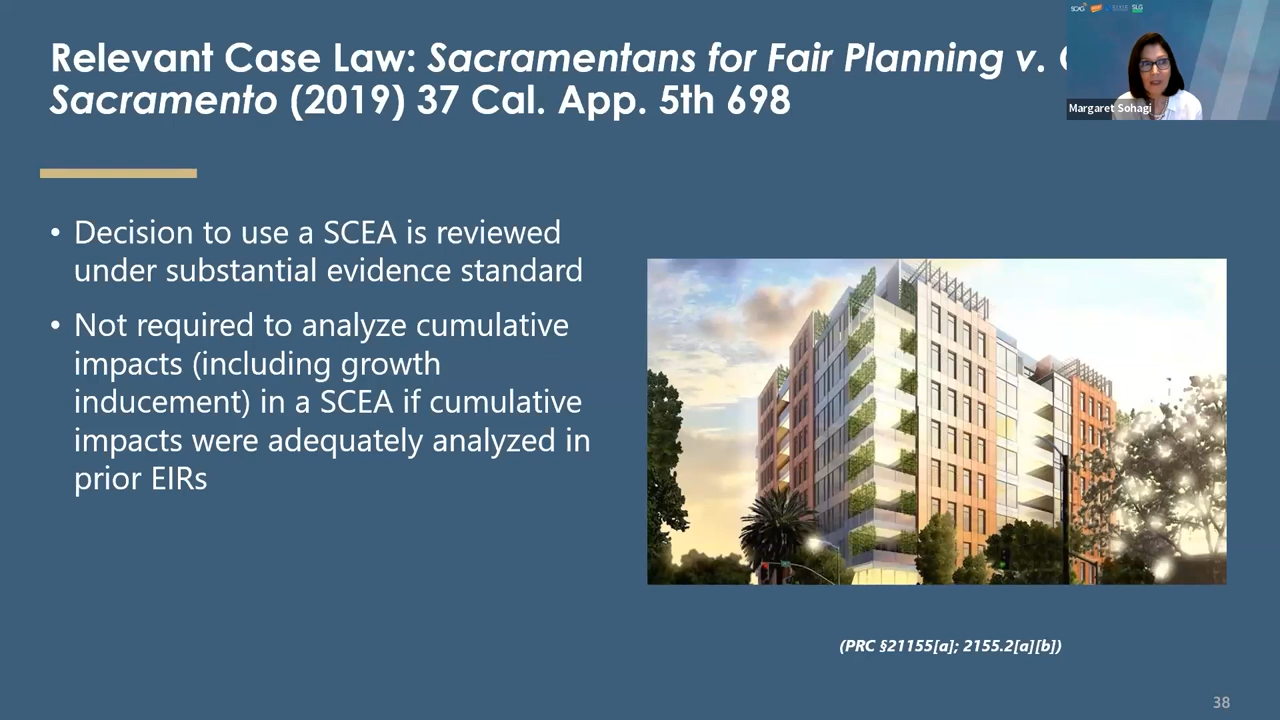 Relevant Case Law: Sacramentans for Fair Planning v.
Sacramento (2019) 37 Cal. App. 5th 698
SCAG
SLG
Margaret Sohagi
• Decision to use a SCEA is reviewed
under substantial evidence standard
• Not required to analyze cumulative
impacts (including growth
inducement) in a SCEA if cumulative
impacts were adequately analyzed in
prior EIRs
(PRC §21155[a]; 2155.2[a][b])
38